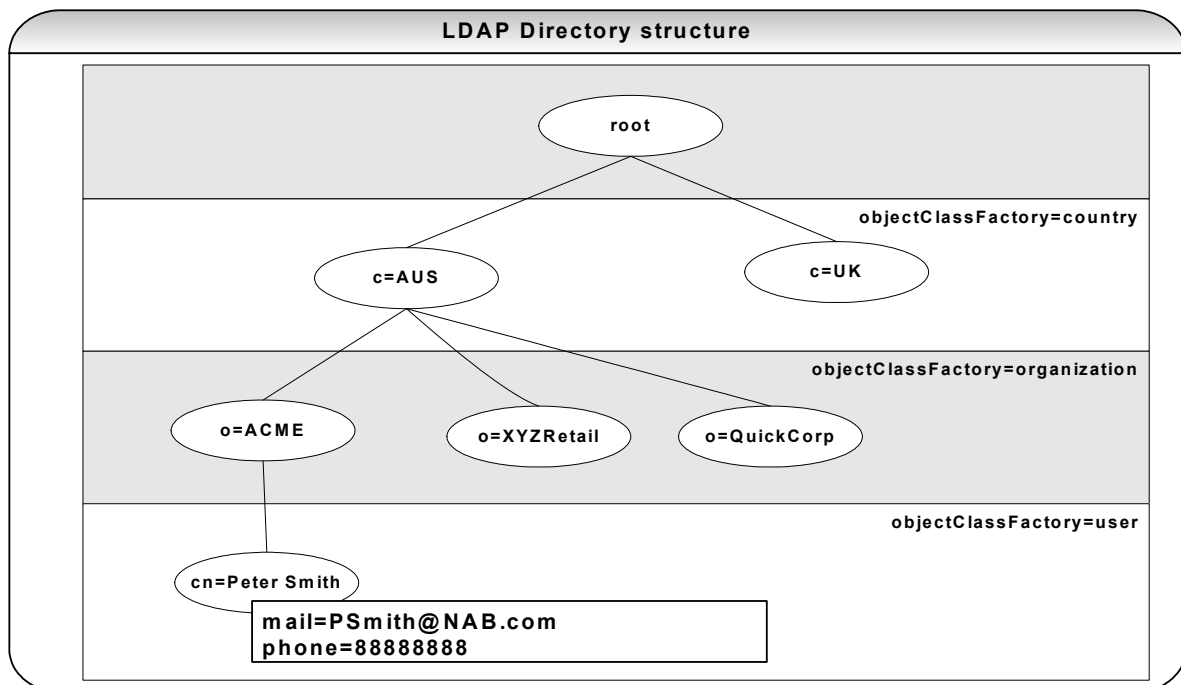 LDAP Directory structure
root
objectClassFactory=country
c=AUS
c=UK
objectClassFactory=organization
o=ACME
o=XYZRetail
o=QuickCorp
objectClassFactory=user
cn=Peter Smith
mail=PSmith@NAB.com
phone=88888888